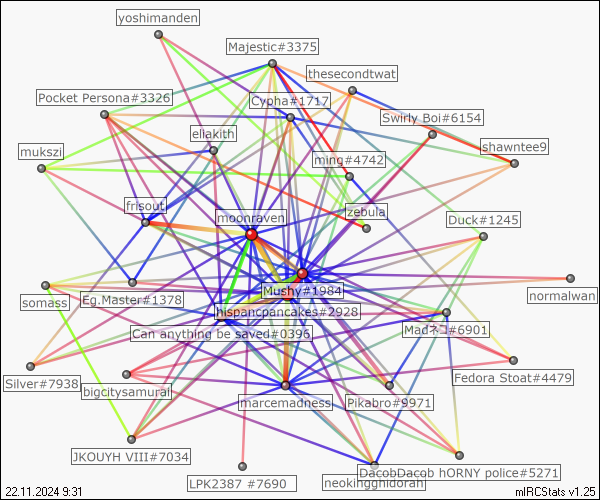 yoshimanden
Majestic#3375
thesecondtwat
Pocket Persona#3326
Cypha#1717
Swirly Boi#6154
ellakith
shawntee9
mukszi
ming#4742
frisout
moonraven
zebula
Duck#1245
Mushy#1984
somass
Eg.Master#1378
normalwan
hispancpancakes#2928
Can anything be saved#0396
Madネコ#6901
Silver#7938
bigcitysamurai
Fedora Stoat#4479
marcemadness
Pikabro#9971
JKOUYH VIII#7034
DacobDacob hORNY police#5271
LPK2387 #7690
neokingghidorah
22.11.2024 9:31
mIRCStats v1.25